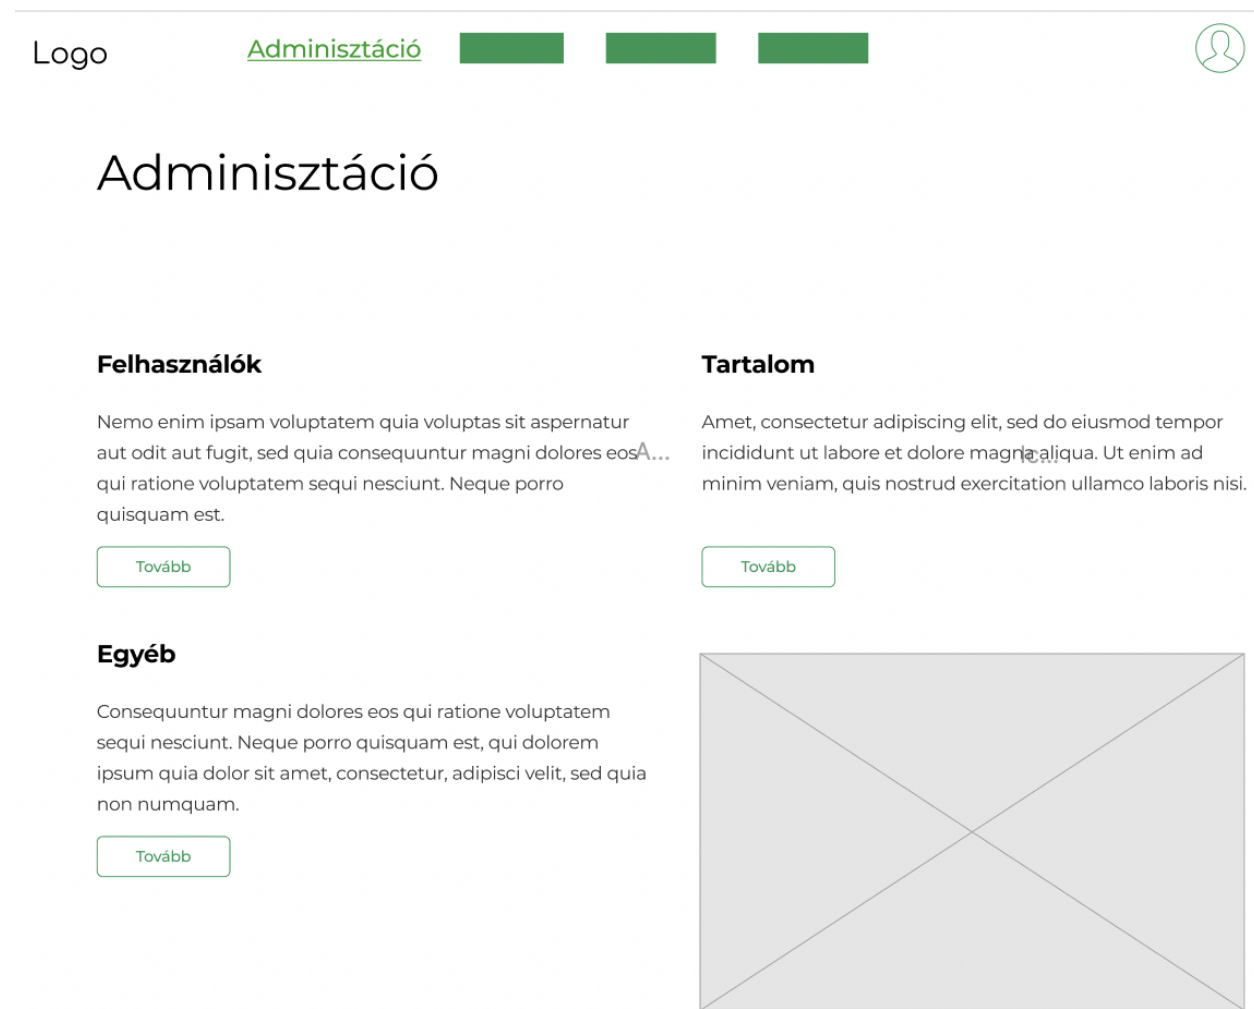 Logo
Adminisztáció
Adminisztáció
Felhasználók
Nemo enim ipsam voluptatem quia voluptas sit aspernatur
aut odit aut fugit, sed quia consequuntur magni dolores eos
A...
qui ratione voluptatem sequi nesciunt. Neque porro
quisquam est.
Tovább
Tartalom
Amet, consectetur adipiscing elit, sed do eiusmod tempor
incididunt ut labore et dolore magna aliqua. Ut enim ad
minim veniam, quis nostrud exercitation ullamco laboris nisi.
Tovább
Egyéb
Consequuntur magni dolores eos qui ratione voluptatem
sequi nesciunt. Neque porro quisquam est, qui dolorem
ipsum quia dolor sit amet, consectetur, adipisci velit, sed quia
non numquam.
Tovább